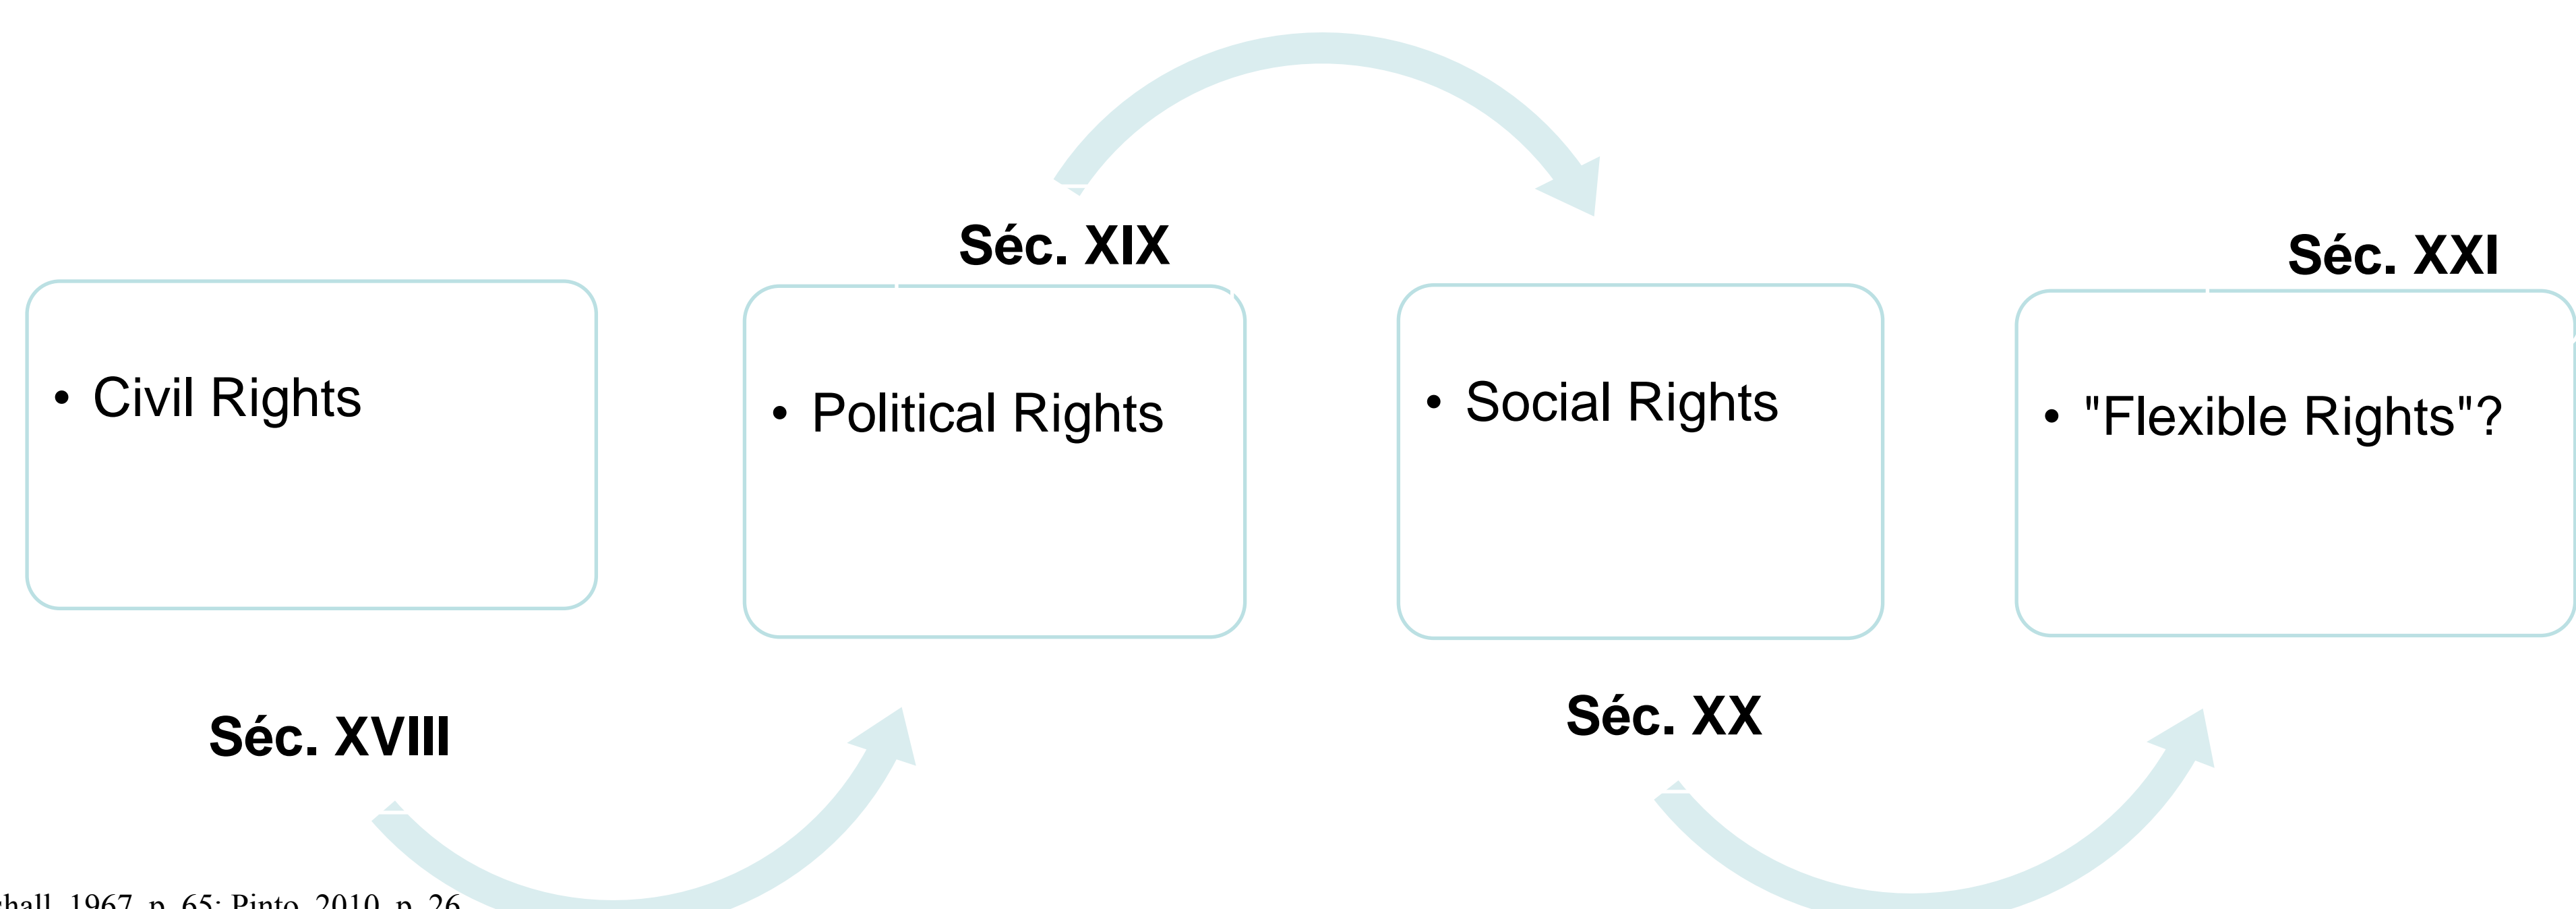 Séc. XIX
Séc. XXI
• Civil Rights
• Political Rights
• Social Rights
• "Flexible Rights"?
Séc. XVIII
Séc. XX
1967, p. 65; Pinto, 2010, p. 26